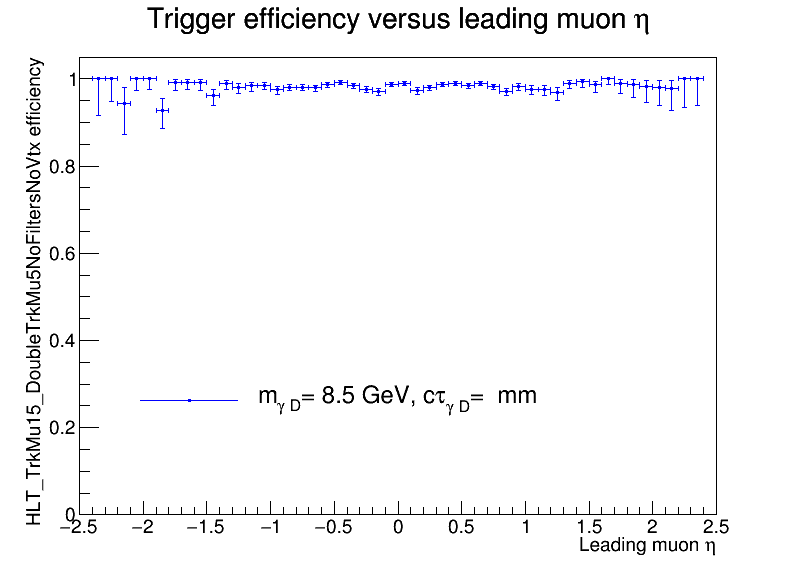 Trigger efficiency versus leading muon η
HLT_TrkMu15_DoubleTrkMu5NoFiltersNoVtx efficiency
1
0.8
0.6
0.4
0.2
0
m_γ D= 8.5 GeV, cτ_γ D=  mm
−2.5 −2 −1.5 −1 −0.5 0 0.5 1 1.5 2 2.5
Leading muon η